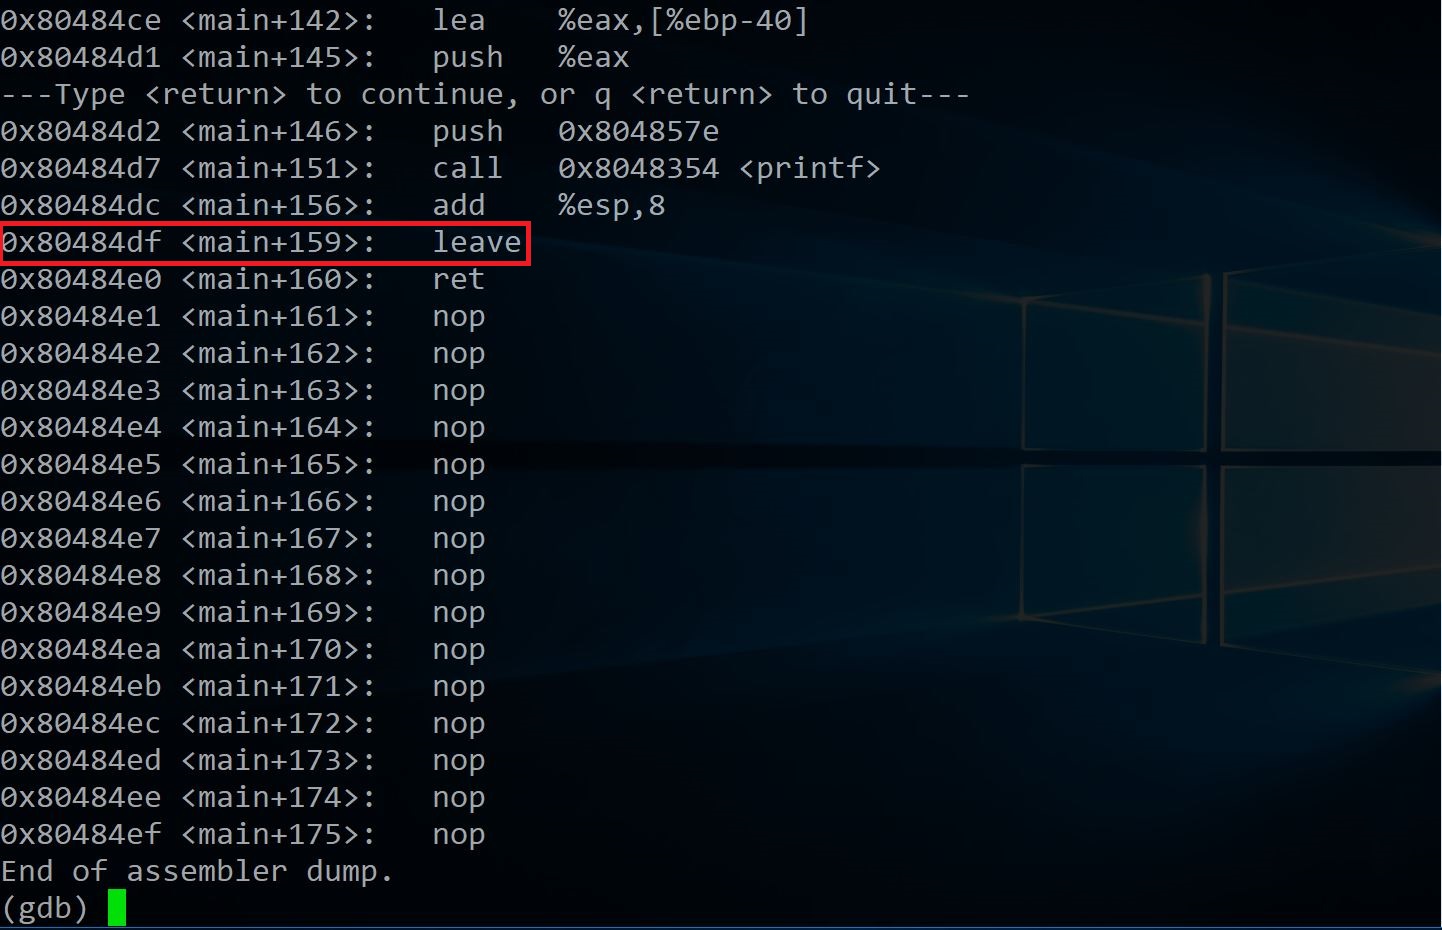 0x80484ce <main+142>: lea %eax,[%ebp-40]
0x80484d1 <main+145>: push %eax
---Type <return> to continue, or q <return> to quit---
0x80484d2 <main+146>: push 0x804857e
0x80484d7 <main+151>: call 0x8048354 <printf>
0x80484dc <main+156>: add %esp,8
0x80484df <main+159>: leave
0x80484e0 <main+160>: ret
0x80484e1 <main+161>: nop
0x80484e2 <main+162>: nop
0x80484e3 <main+163>: nop
0x80484e4 <main+164>: nop
0x80484e5 <main+165>: nop
0x80484e6 <main+166>: nop
0x80484e7 <main+167>: nop
0x80484e8 <main+168>: nop
0x80484e9 <main+169>: nop
0x80484ea <main+170>: nop
0x80484eb <main+171>: nop
0x80484ec <main+172>: nop
0x80484ed <main+173>: nop
0x80484ee <main+174>: nop
0x80484ef <main+175>: nop
End of assembler dump.
(gdb)